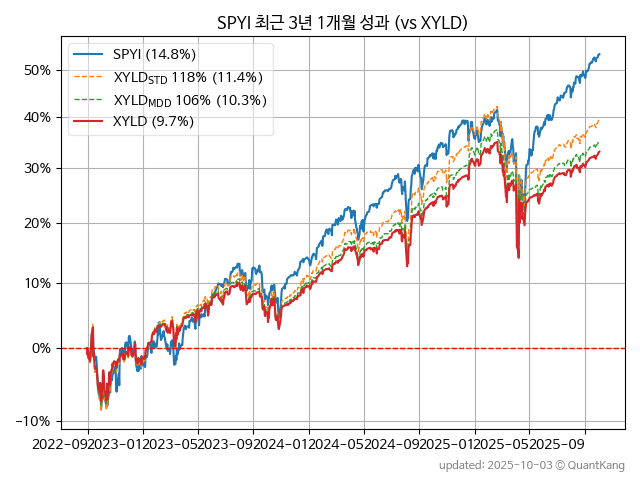 SPYI 최근 3년 1개월 성과 (vs XYLD)
SPYI (14.8%)
XYLD_STD 118% (11.4%)
XYLD_MDD 106% (10.3%)
XYLD (9.7%)
50%
40%
30%
20%
10%
0%
−10%
2022-09 2023-01 2023-05 2023-09 2024-01 2024-05 2024-09 2025-01 2025-05 2025-09
updated: 2025-10-03 © QuantKang